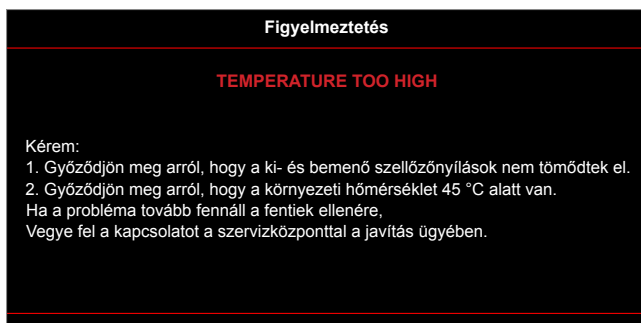 Figyelmeztetés
TEMPERATURE TOO HIGH
Kérem:
1. Győződjön meg arról, hogy a ki- és bemenő szellőzőnyílások nem tömődtek el.
2. Győződjön meg arról, hogy a környezeti hőmérséklet 45 °C alatt van.
Ha a probléma tovább fennáll a fentiek ellenére,
Vegye fel a kapcsolatot a szervizközponttal a javítás ügyében.